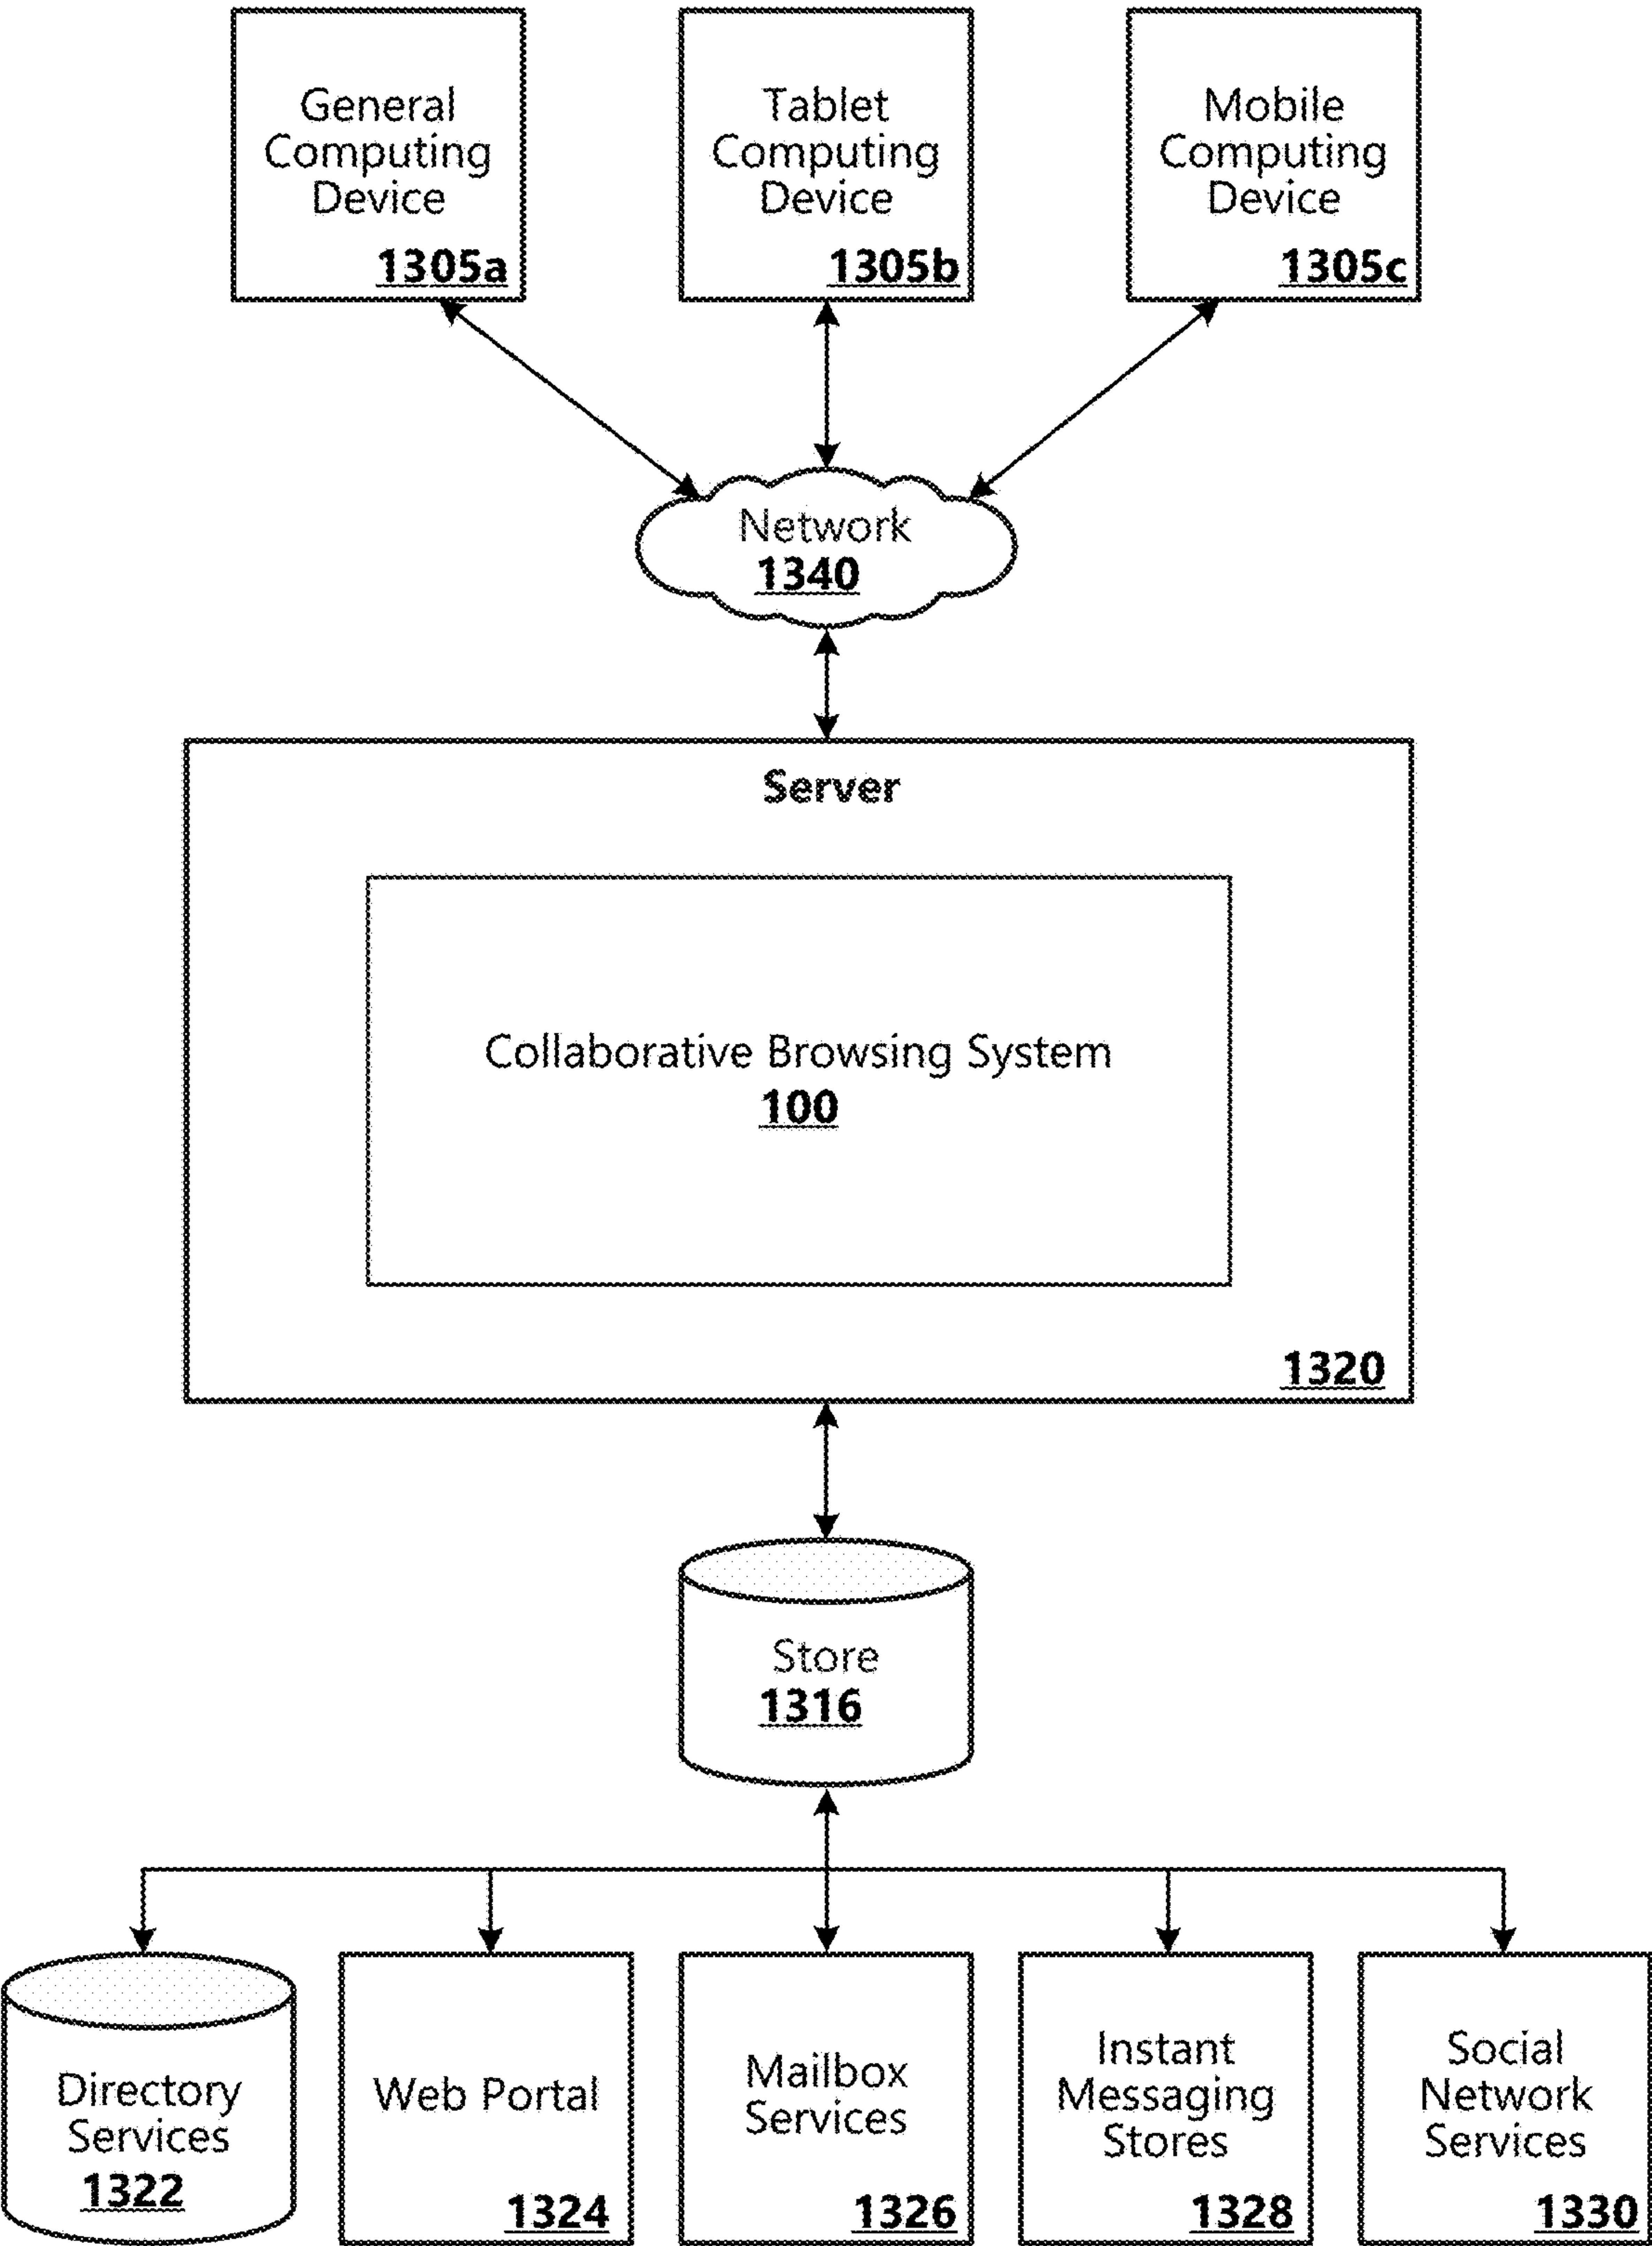 General
Computing
Device
1305a
Tablet
Computing
Device
1305b
Mobile
Computing
Device
1305c
Network
1340
Server
Collaborative Browsing System
100
1320
Store
1316
Directory
Services
1322
Web Portal
1324
Mailbox
Services
1326
Instant
Messaging
Stores
1328
Social
Network
Services
1330